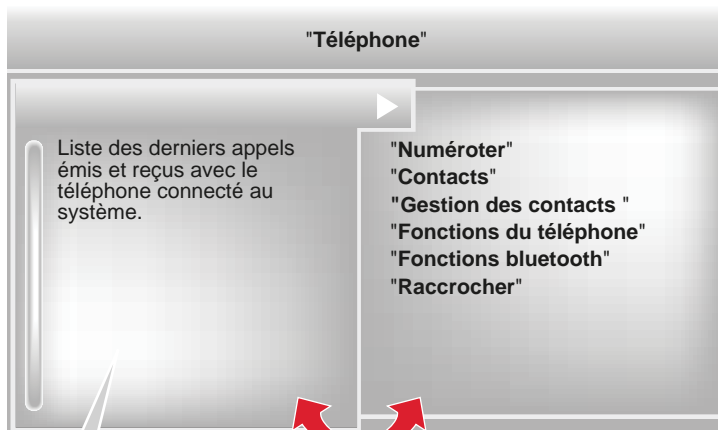 "Téléphone"
Liste des derniers appels
émis et reçus avec le
téléphone connecté au
système.
"Numéroter"
"Contacts"
"Gestion des contacts "
"Fonctions du téléphone"
"Fonctions bluetooth"
"Raccrocher"